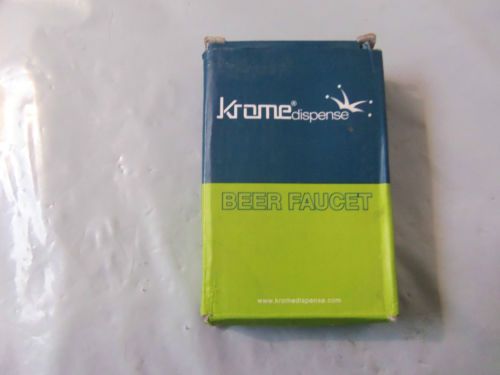 Krome® dispense
BEER FAUCET
www.kromedispense.com